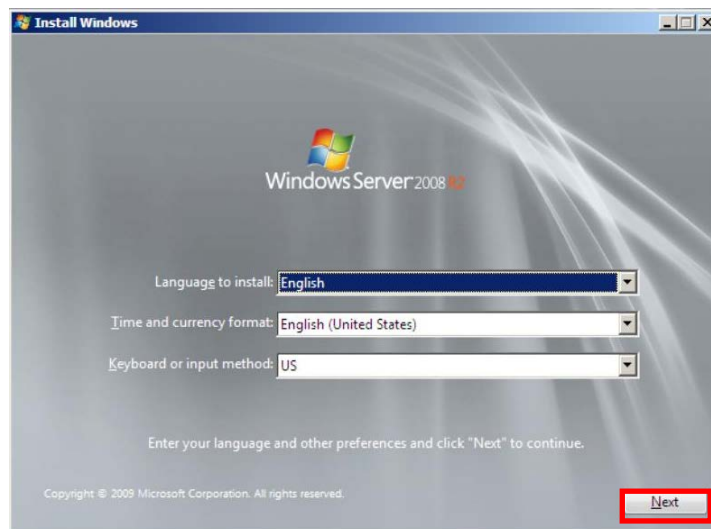 Install Windows
Windows Server 2008 R2
Language to install: English
Time and currency format: English (United States)
Keyboard or input method: US
Enter your language and other preferences and click "Next" to continue.
Copyright © 2009 Microsoft Corporation. All rights reserved.
Next